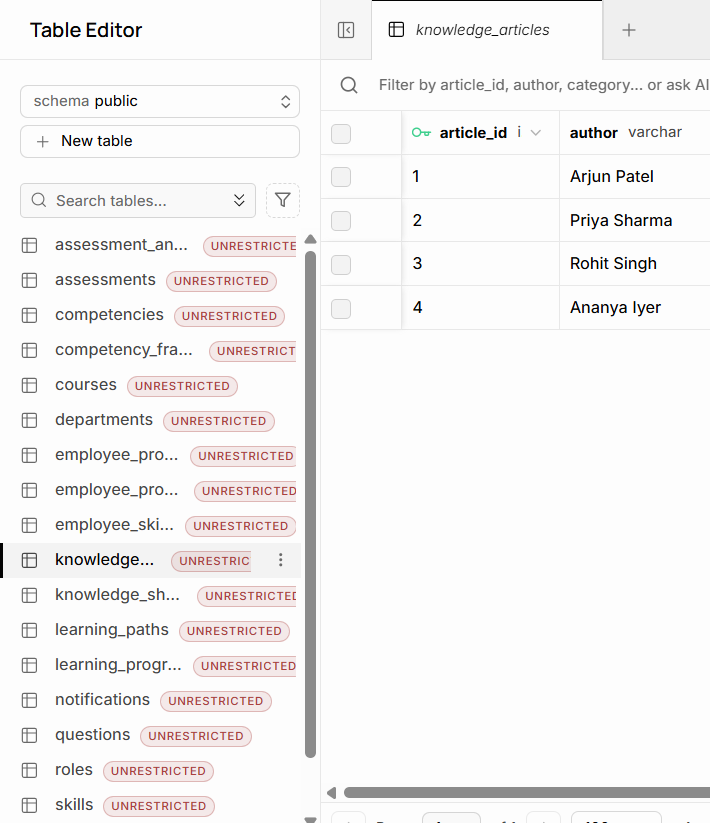 Table Editor
knowledge_articles
schema public
New table
Filter by article_id, author, category... or ask AI
Search tables...
article_id i author varchar
1 Arjun Patel
2 Priya Sharma
3 Rohit Singh
4 Ananya Iyer
assessment_an... UNRESTRICTE
assessments UNRESTRICTED
competencies UNRESTRICTED
competency_fra... UNRESTRICT
courses UNRESTRICTED
departments UNRESTRICTED
employee_pro... UNRESTRICTED
employee_pro... UNRESTRICTED
employee_ski... UNRESTRICTED
knowledge... UNRESTRIC
knowledge_sh... UNRESTRICTED
learning_paths UNRESTRICTED
learning_progr... UNRESTRICTED
notifications UNRESTRICTED
questions UNRESTRICTED
roles UNRESTRICTED
skills UNRESTRICTED